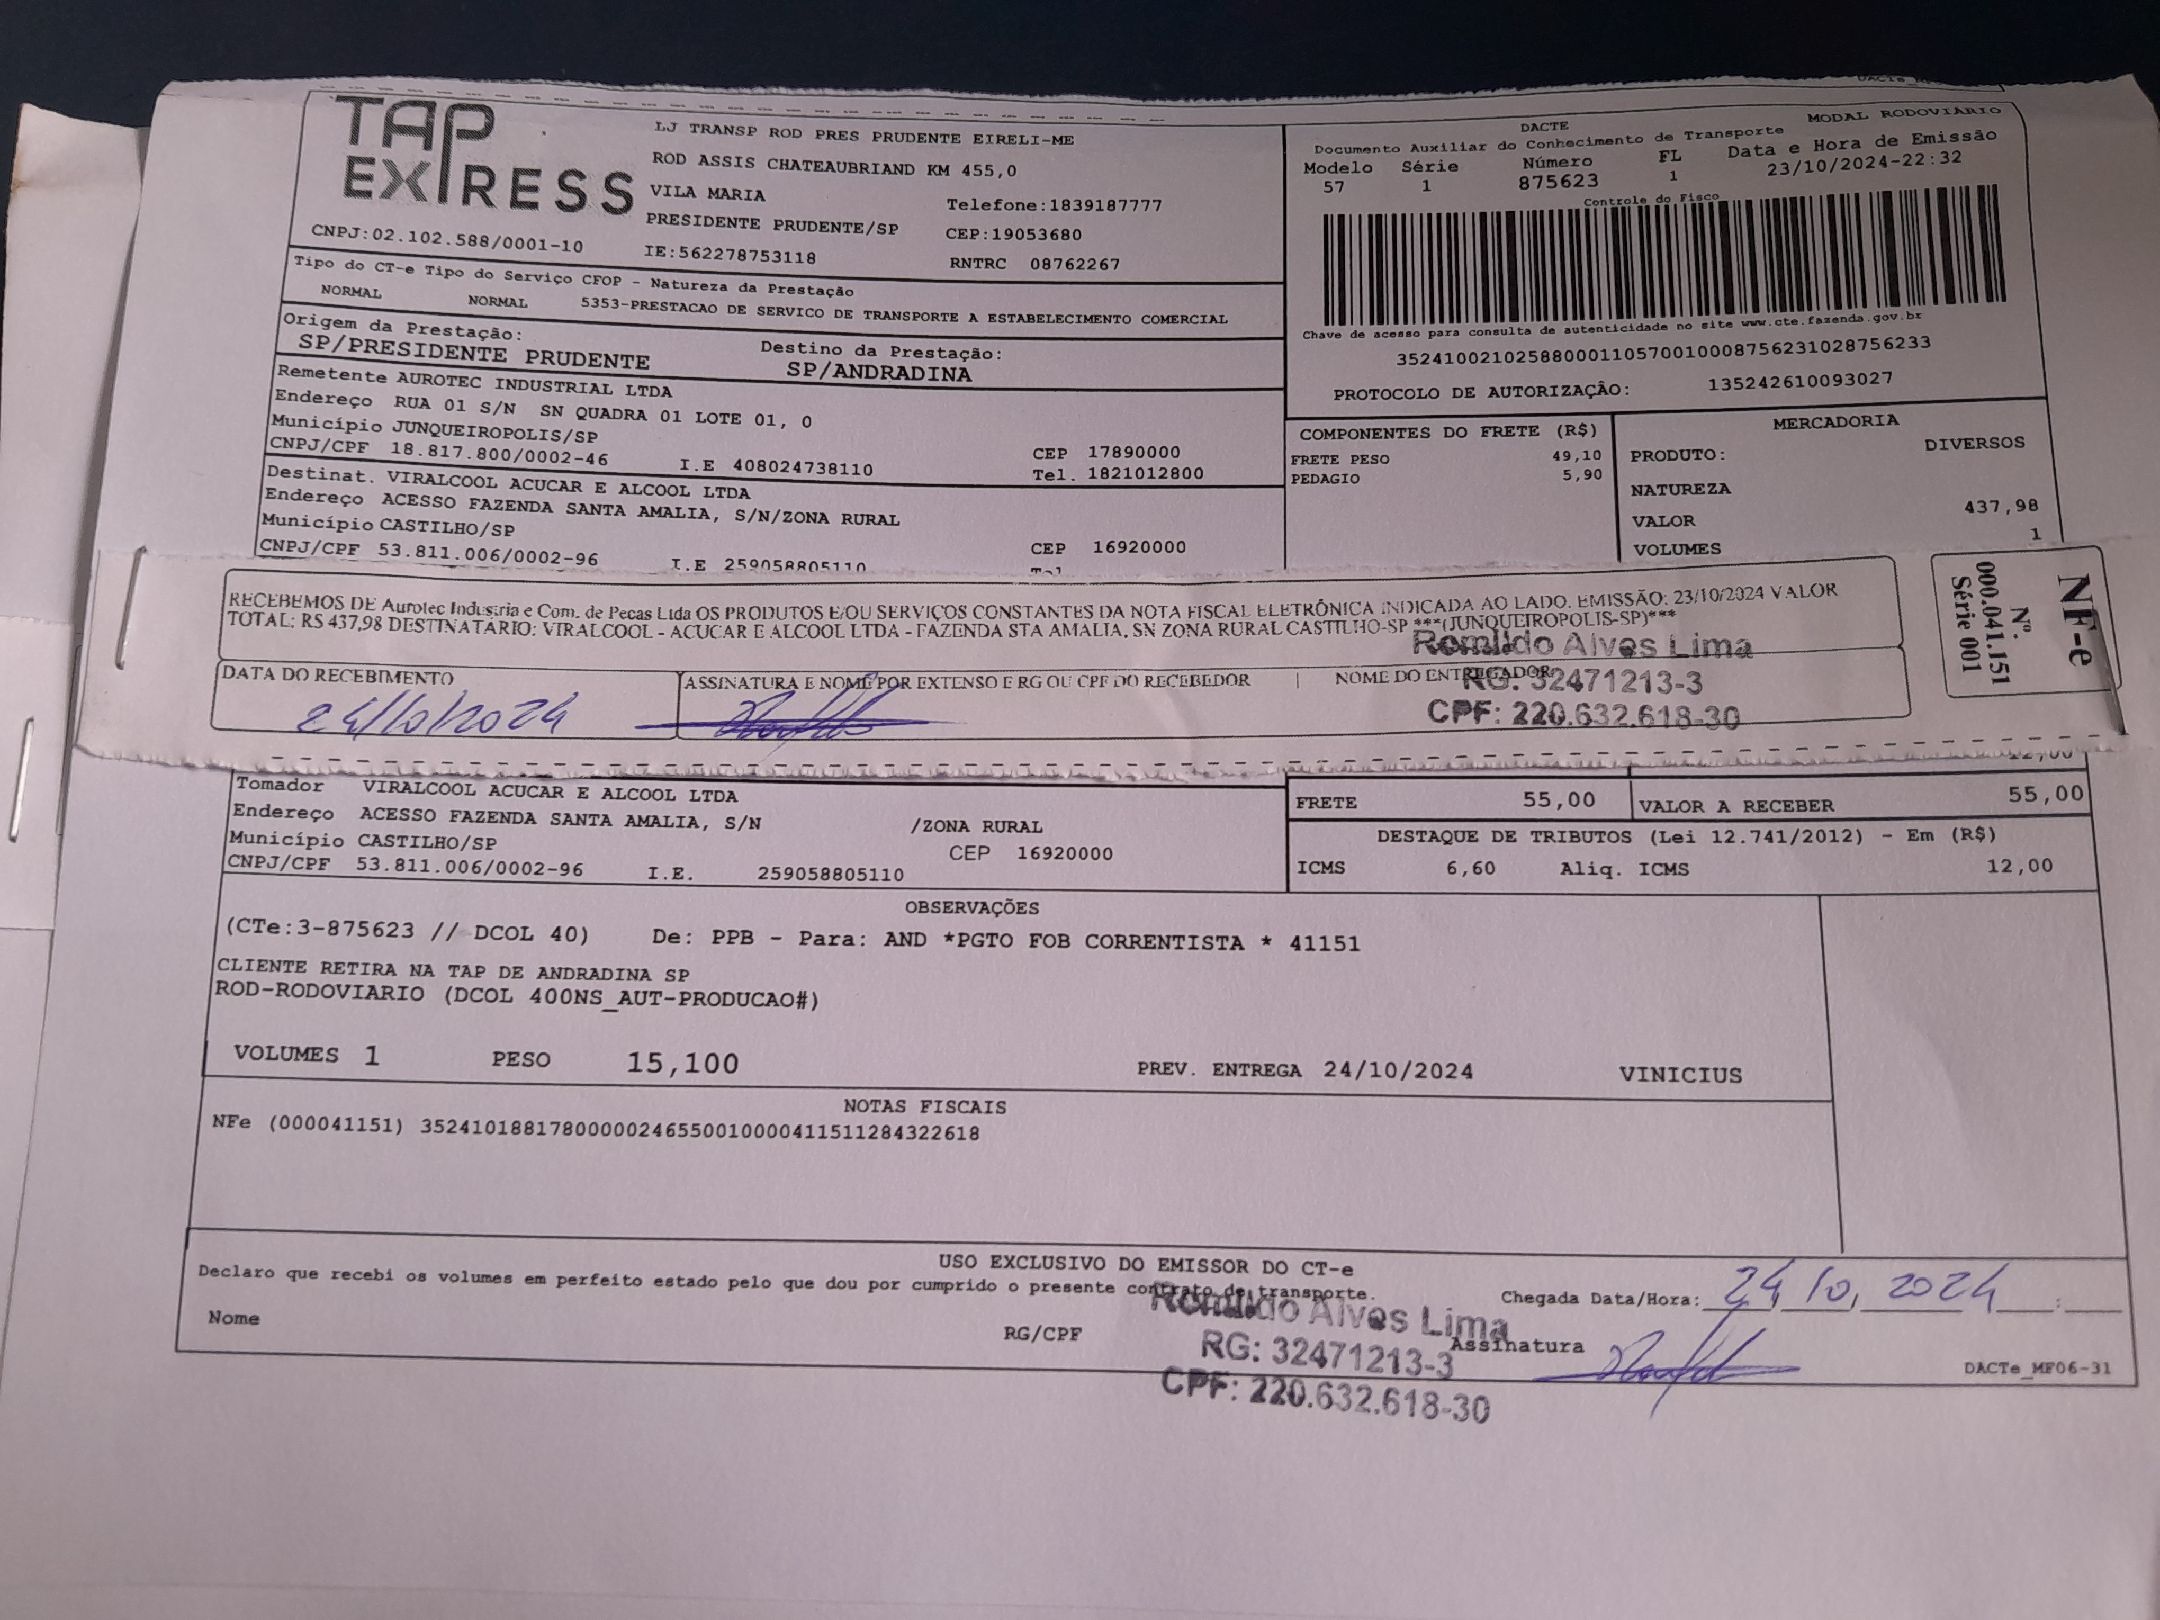 TAP
EXPRESS
LJ TRANSP ROD PRES PRUDENTE EIRELI-ME
ROD ASSIS CHATEAUBRIAND KM 455,0
VILA MARIA
Telefone:1839187777
PRESIDENTE PRUDENTE/SP
CEP:19053680
CNPJ:02.102.588/0001-10
IE:562278753118
RNTRC 08762267
DACTE
MODAL RODOVIÁRIO
Documento Auxiliar do Conhecimento de Transporte
Modelo Série Número FL Data e Hora de Emissão
57 1 875623 1 23/10/2024-22:32
Controle do Fisco
Chave de acesso para consulta de autenticidade no site www.cte.fazenda.gov.br
35241002102588000110570010008756231028756233
PROTOCOLO DE AUTORIZAÇÃO: 135242610093027
Tipo do CT-e Tipo do Serviço CFOP - Natureza da Prestação
NORMAL NORMAL 5353-PRESTACAO DE SERVICO DE TRANSPORTE A ESTABELECIMENTO COMERCIAL
Origem da Prestação: Destino da Prestação:
SP/PRESIDENTE PRUDENTE SP/ANDRADINA
Remetente AUROTEC INDUSTRIAL LTDA
Endereço RUA 01 S/N SN QUADRA 01 LOTE 01, 0
Município JUNQUEIROPOLIS/SP CEP 17890000
CNPJ/CPF 18.817.800/0002-46 I.E 408024738110 Tel. 1821012800
Destinat. VIRALCOOL ACUCAR E ALCOOL LTDA
Endereço ACESSO FAZENDA SANTA AMALIA, S/N/ZONA RURAL
Município CASTILHO/SP CEP 16920000
CNPJ/CPF 53.811.006/0002-96 I.E 259058805110
COMPONENTES DO FRETE (R$)
FRETE PESO 49,10
PEDAGIO 5,90
MERCADORIA
PRODUTO: DIVERSOS
NATUREZA
VALOR 437,98
VOLUMES 1
RECEBEMOS DE Aurotec Industria e Com. de Pecas Ltda OS PRODUTOS E/OU SERVIÇOS CONSTANTES DA NOTA FISCAL ELETRÔNICA INDICADA AO LADO. EMISSÃO: 23/10/2024 VALOR
TOTAL: R$ 437,98 DESTINATÁRIO: VIRALCOOL - ACUCAR E ALCOOL LTDA - FAZENDA STA AMALIA, SN ZONA RURAL CASTILHO-SP ***(JUNQUEIROPOLIS-SP)***
DATA DO RECEBIMENTO
24/10/2024
ASSINATURA E NOME POR EXTENSO E RG OU CPF DO RECEBEDOR | NOME DO ENTREGADOR
Romildo Alves Lima
RG: 32471213-3
CPF: 220.632.618-30
NF-e
Nº.
000.041.151
Série 001
12,00
Tomador VIRALCOOL ACUCAR E ALCOOL LTDA
Endereço ACESSO FAZENDA SANTA AMALIA, S/N /ZONA RURAL
Município CASTILHO/SP CEP 16920000
CNPJ/CPF 53.811.006/0002-96 I.E. 259058805110
FRETE 55,00 VALOR A RECEBER 55,00
DESTAQUE DE TRIBUTOS (Lei 12.741/2012) - Em (R$)
ICMS 6,60 Aliq. ICMS 12,00
OBSERVAÇÕES
(CTe:3-875623 // DCOL 40) De: PPB - Para: AND *PGTO FOB CORRENTISTA * 41151
CLIENTE RETIRA NA TAP DE ANDRADINA SP
ROD-RODOVIARIO (DCOL 400NS_AUT-PRODUCAO#)
VOLUMES 1 PESO 15,100 PREV. ENTREGA 24/10/2024 VINICIUS
NOTAS FISCAIS
NFe (000041151) 35241018817800000246550010000411511284322618
USO EXCLUSIVO DO EMISSOR DO CT-e
Declaro que recebi os volumes em perfeito estado pelo que dou por cumprido o presente contrato de transporte.
Chegada Data/Hora: 24, 10, 2024
Nome RG/CPF Assinatura
Romildo Alves Lima
RG: 32471213-3
CPF: 220.632.618-30
DACTe_MF06-31